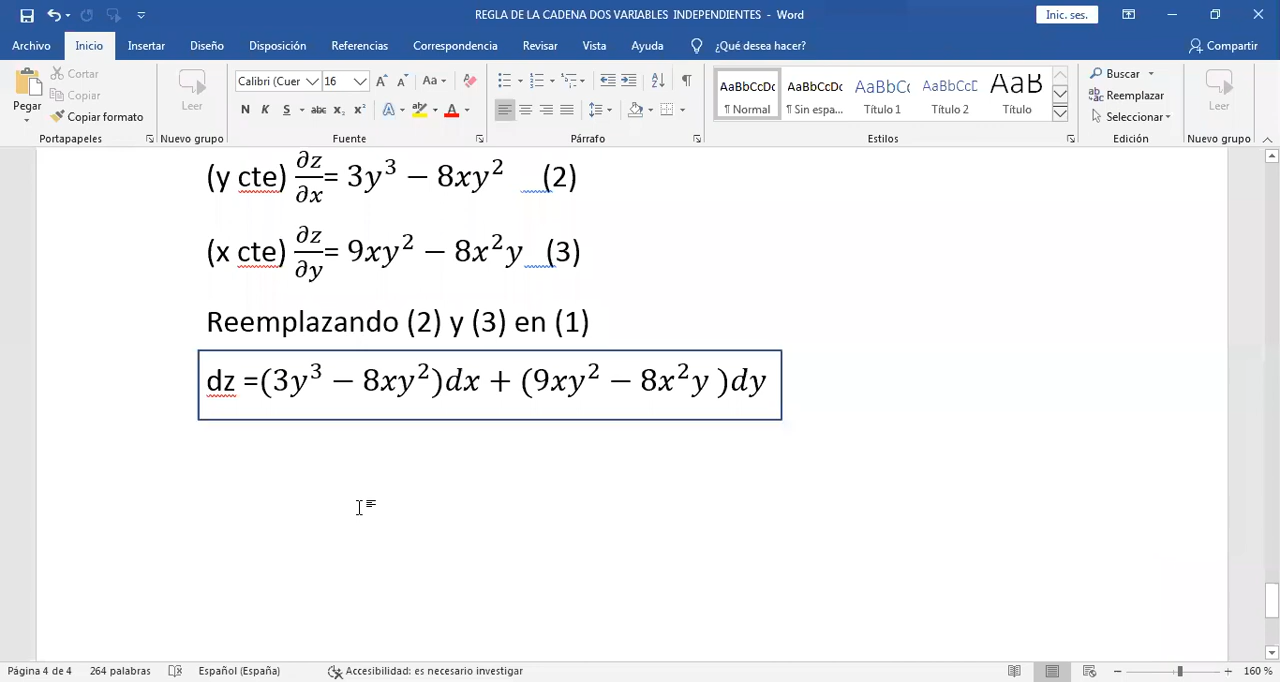 REGLA DE LA CADENA DOS VARIABLES INDEPENDIENTES - Word
Inic. ses.
Archivo Inicio Insertar Diseño Disposición Referencias Correspondencia Revisar Vista Ayuda ¿Qué desea hacer? Compartir
Pegar
Cortar
Copiar
Copiar formato
Portapapeles
Leer
Nuevo grupo
Calibri (Cuer 16 A A Aa
N K S abc x₂ x² A A
Fuente
Párrafo
AaBbCcDc AaBbCcDc AaBbCc AaBbCcD AaB
¶ Normal ¶ Sin espa... Título 1 Título 2 Título
Estilos
Buscar
Reemplazar
Seleccionar
Edición
Leer
Nuevo grupo
(y cte) ∂z/∂x= 3y³ − 8xy² (2)
(x cte) ∂z/∂y= 9xy² − 8x²y (3)
Reemplazando (2) y (3) en (1)
dz =(3y³ − 8xy²)dx + (9xy² − 8x²y )dy
Página 4 de 4 264 palabras Español (España) Accesibilidad: es necesario investigar 160 %